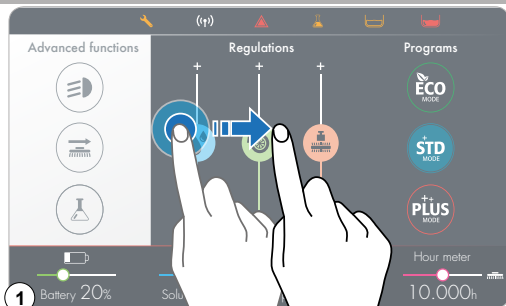 Advanced functions
Regulations
Programs
+ + +
ECO
MODE
+
STD
MODE
++
PLUS
MODE
Hour meter
1
Battery 20%
Solu
10.000h